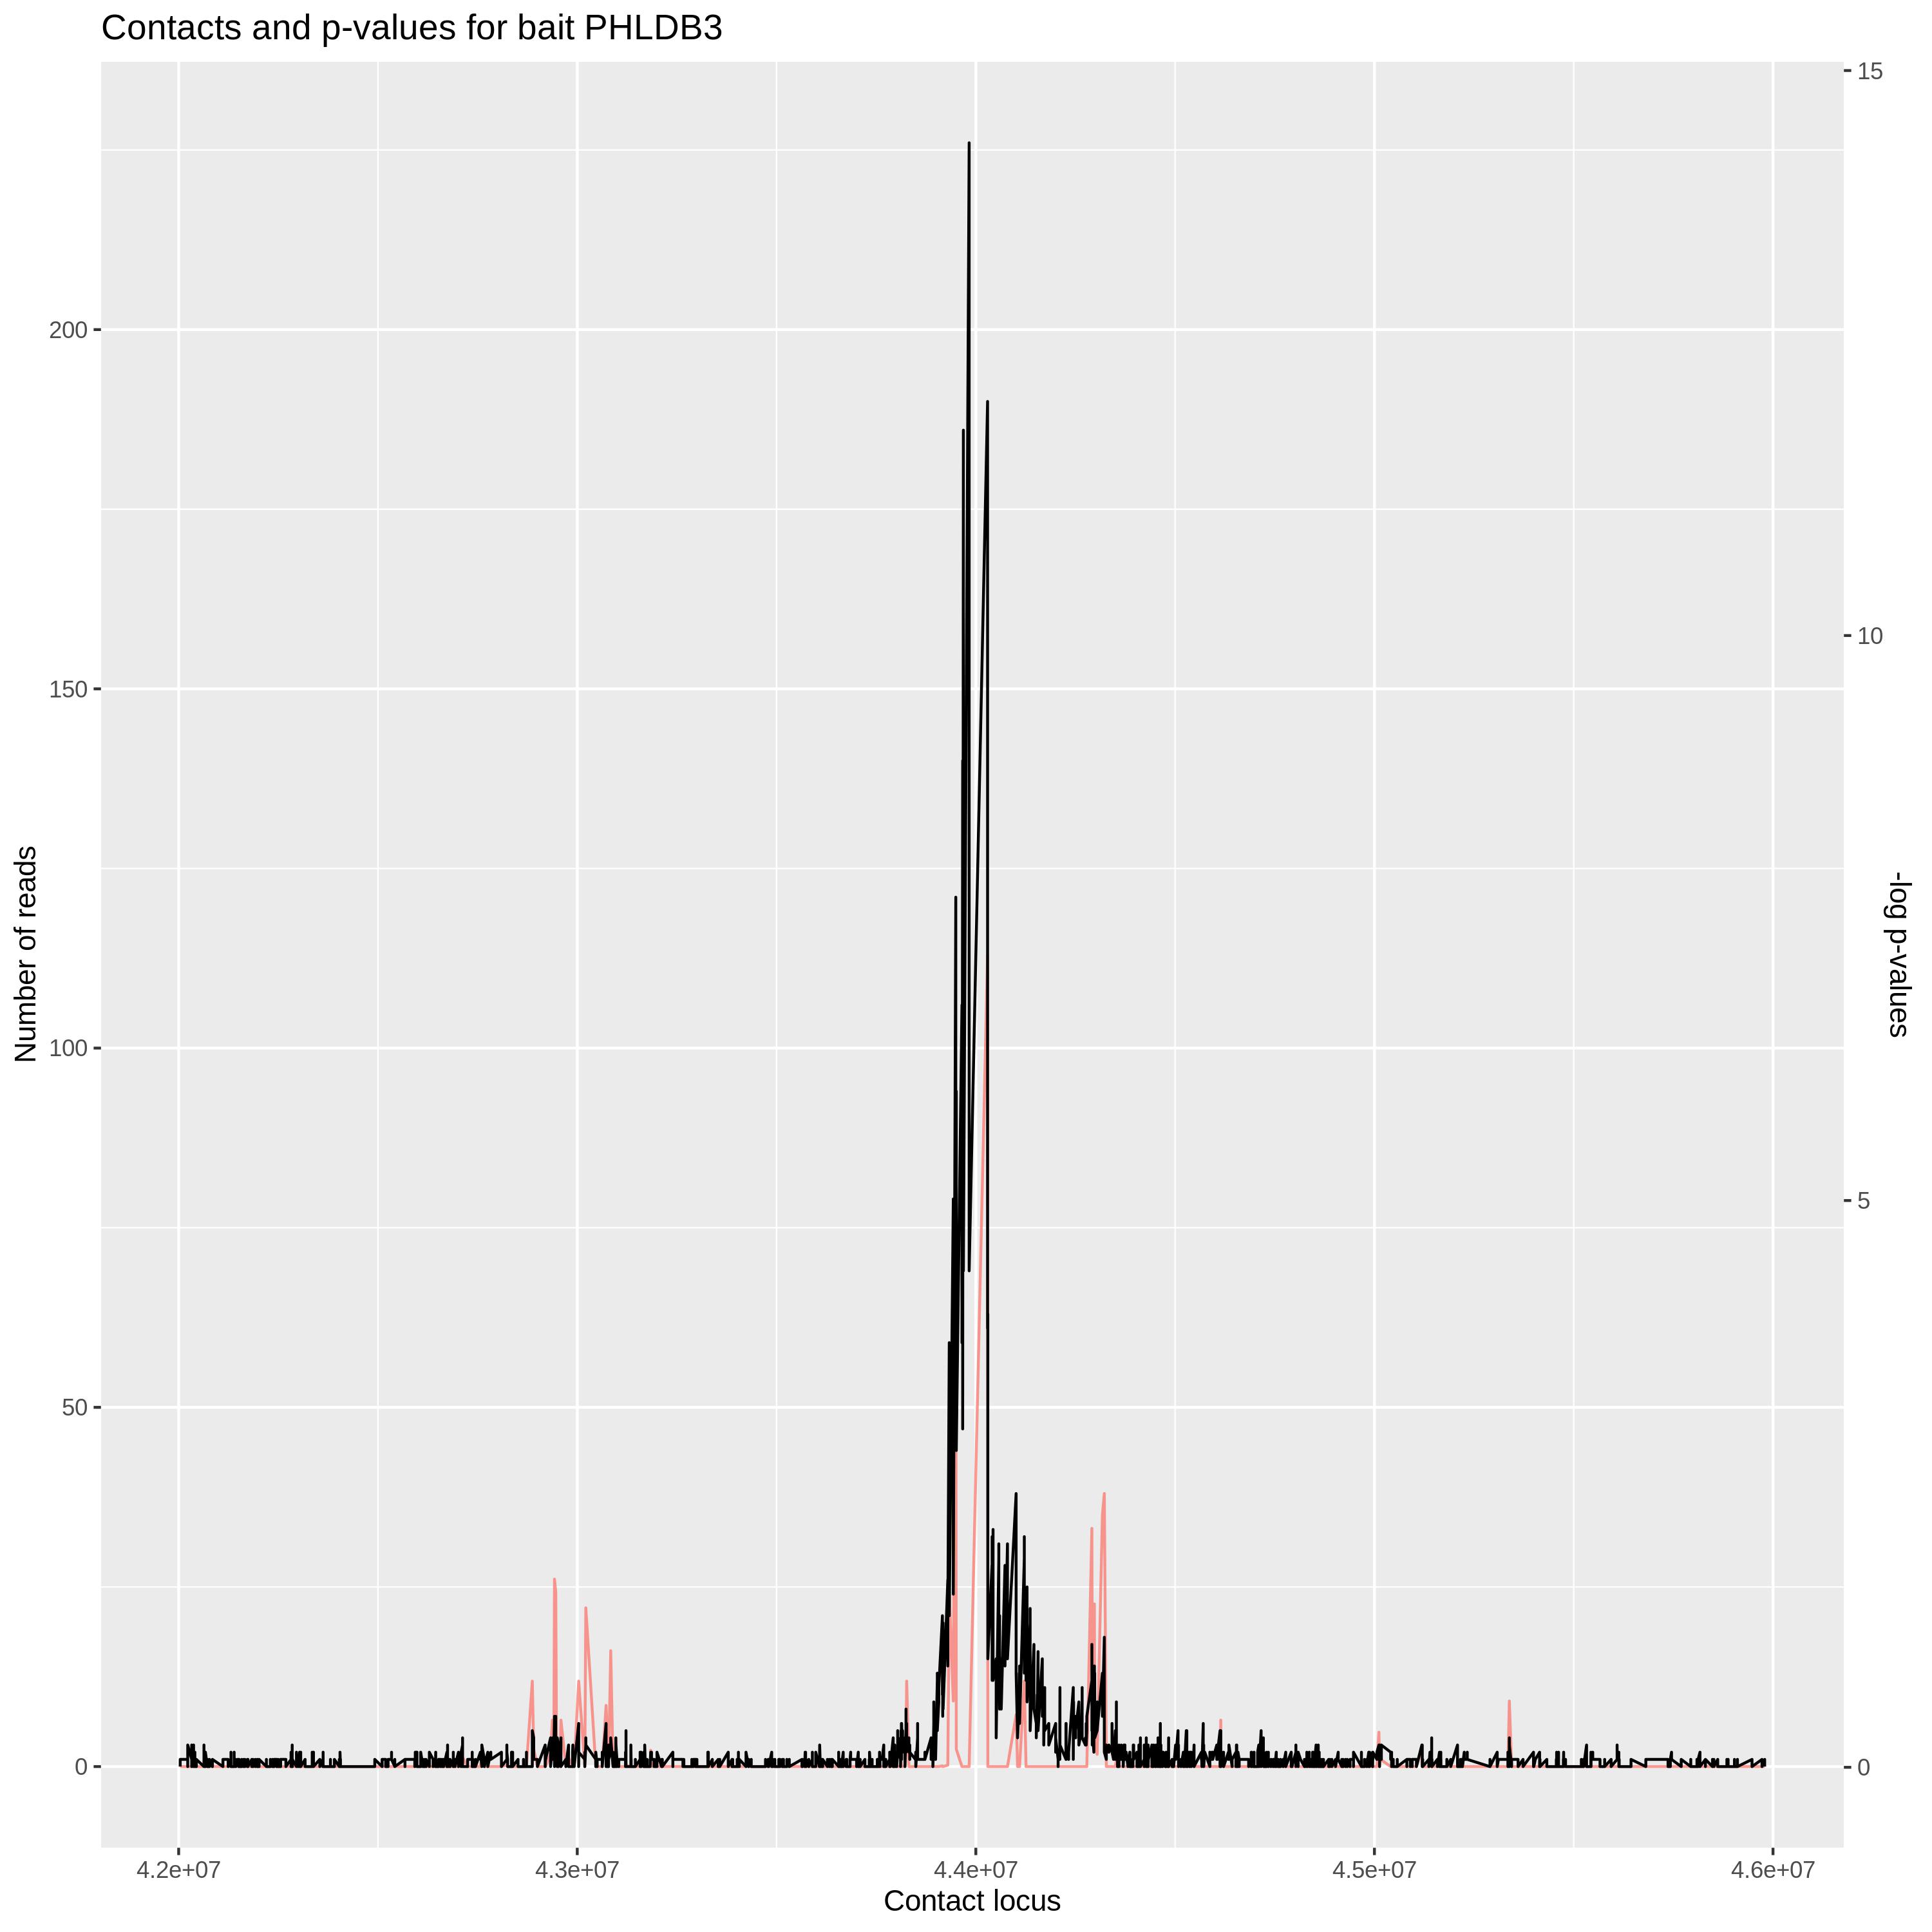 Contacts and p-values for bait PHLDB3
Number of reads
200
150
100
50
0
15
10
5
0
-log p-values
4.2e+07
4.3e+07
4.4e+07
4.5e+07
4.6e+07
Contact locus